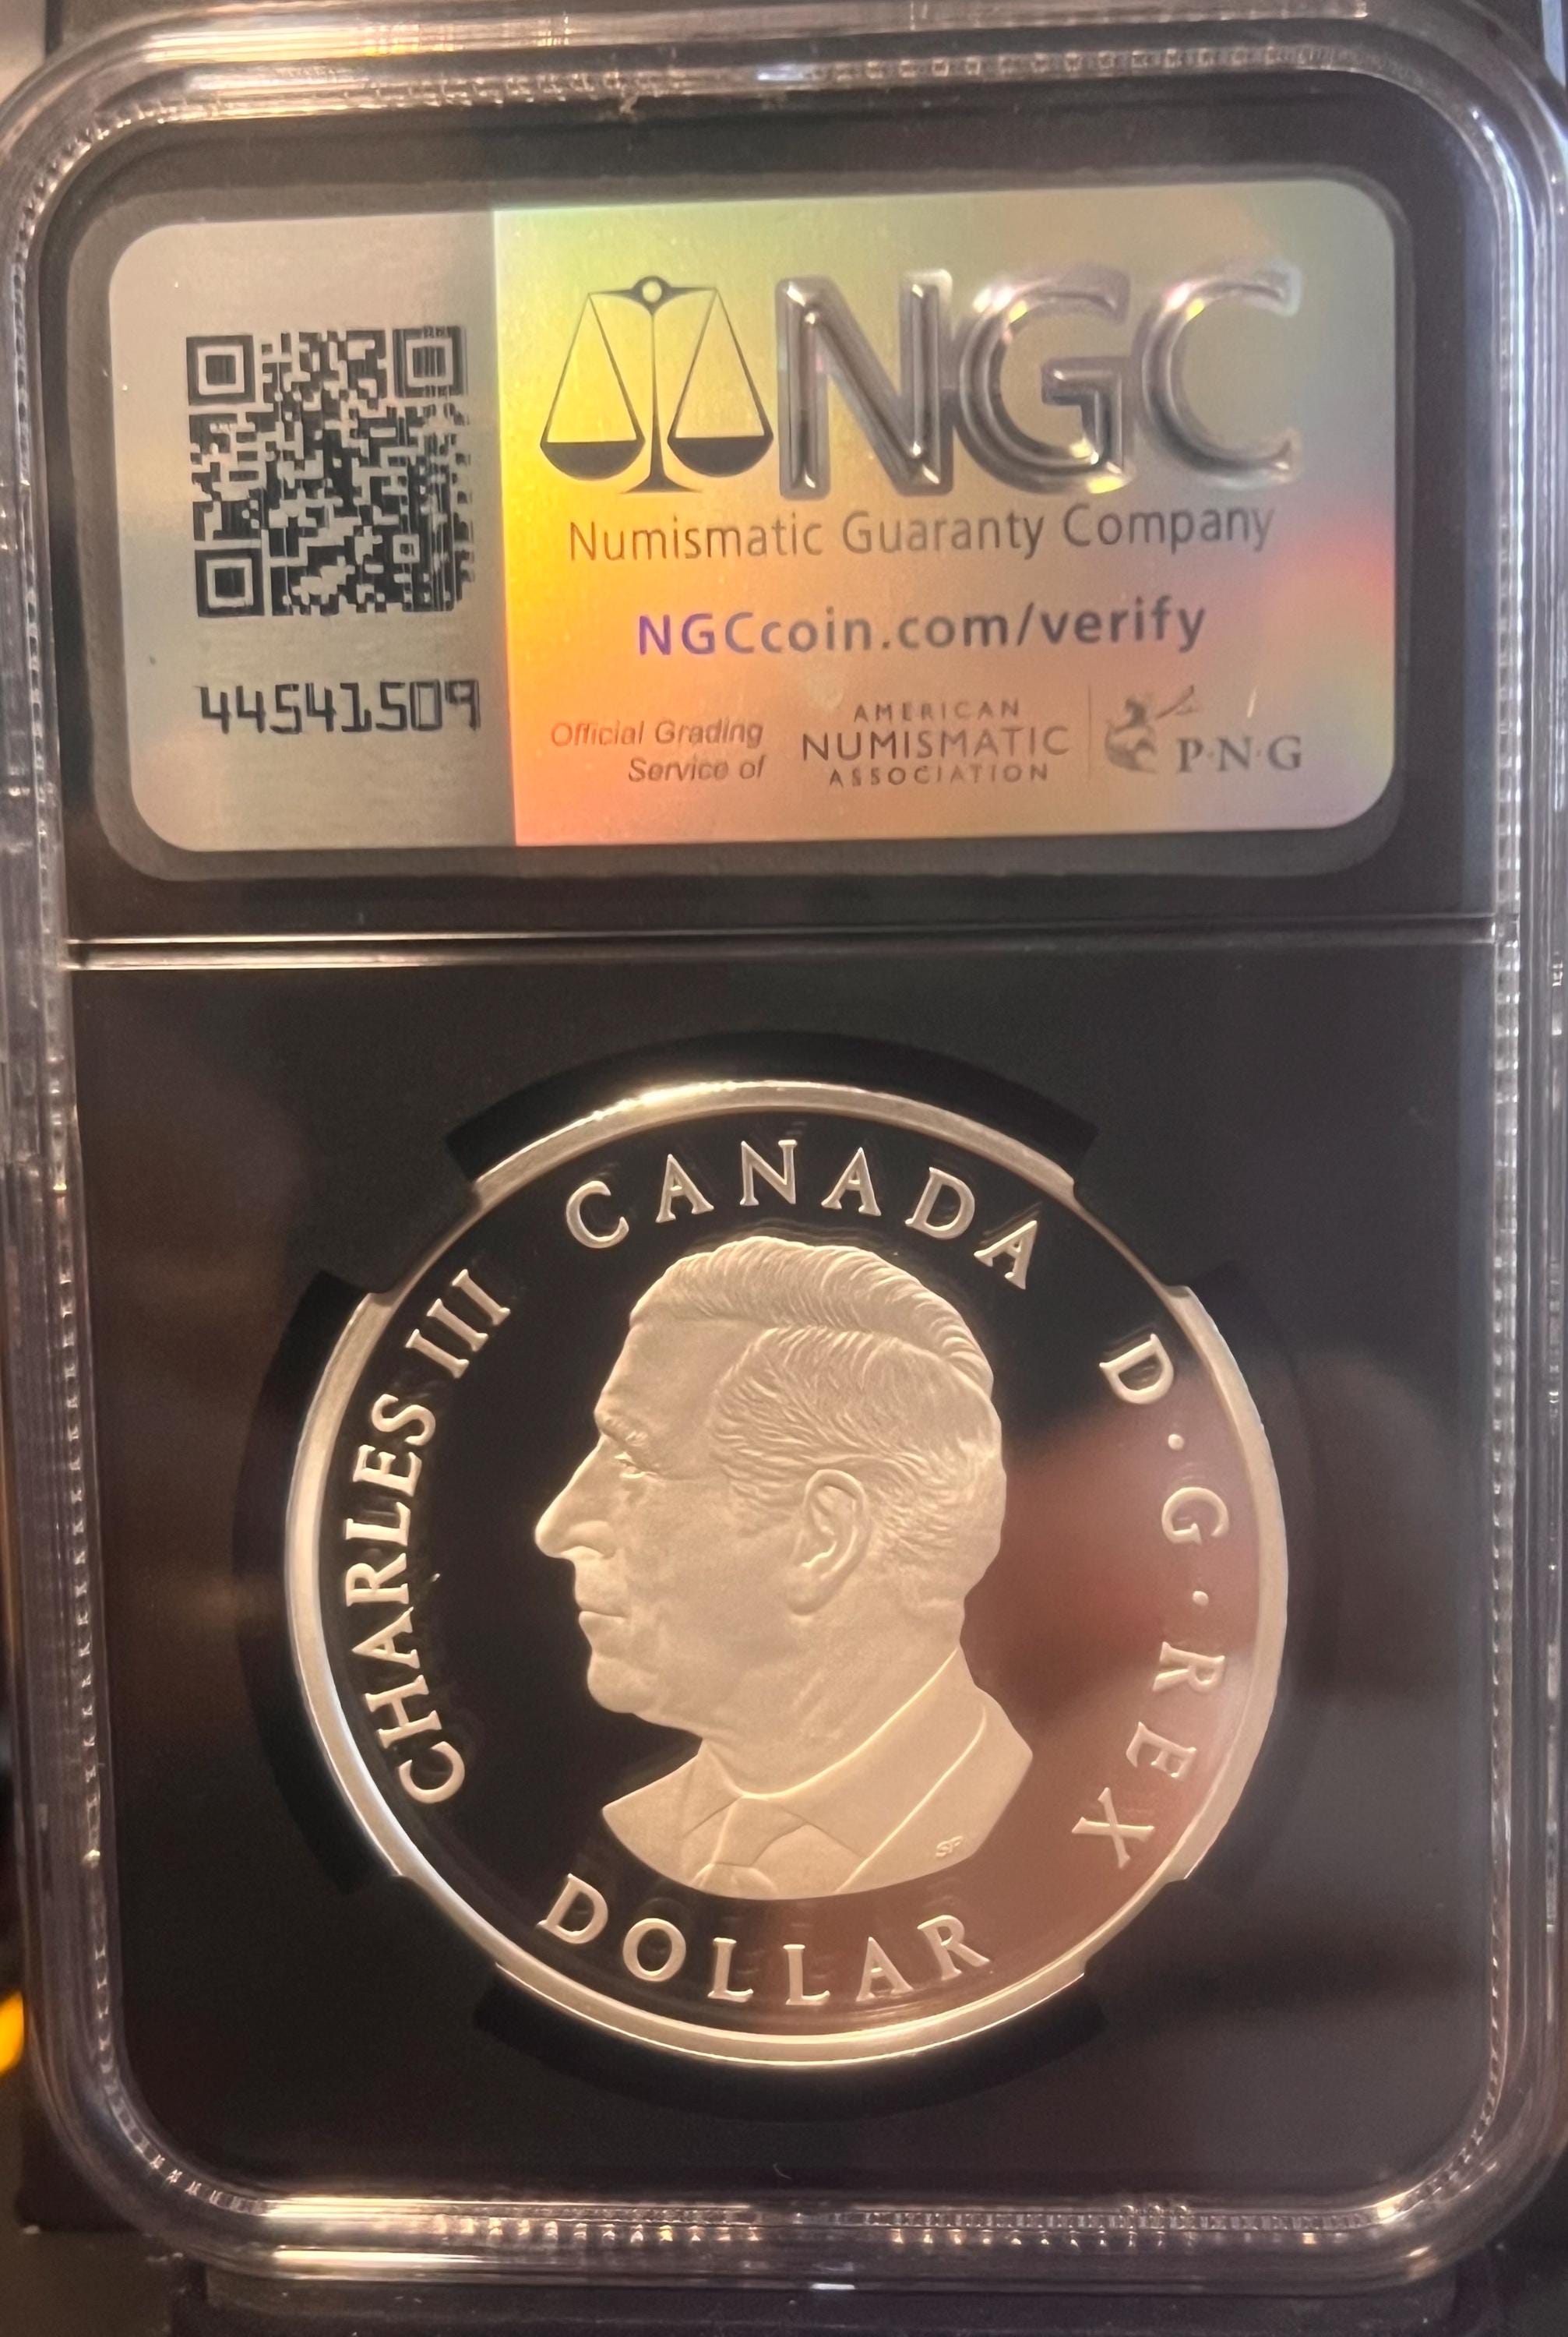 NGC
Numismatic Guaranty Company
NGCcoin.com/verify
44541509
Official Grading
Service of
AMERICAN
NUMISMATIC
ASSOCIATION
P·N·G
CHARLES III CANADA D·G·REX
DOLLAR
SF